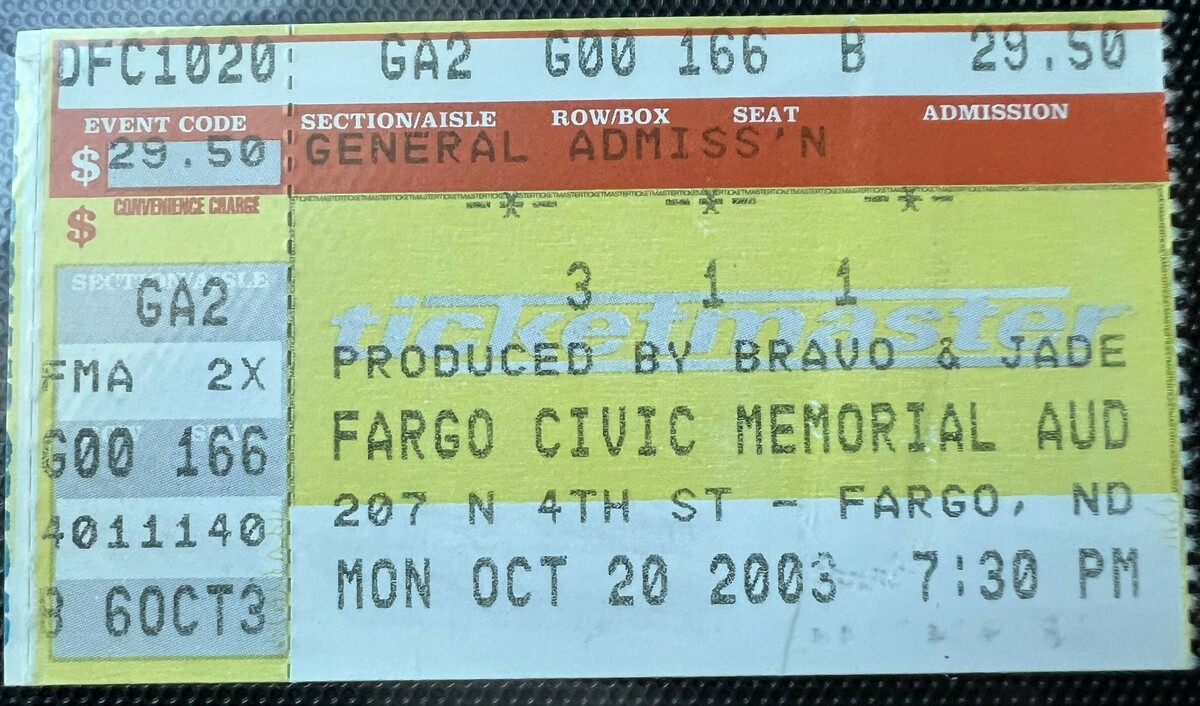 DFC1020 GA2 G00 166 B 29.50
EVENT CODE SECTION/AISLE ROW/BOX SEAT ADMISSION
$ 29.50 GENERAL ADMISS'N
$ CONVENIENCE CHARGE
SECTION/AISLE
GA2
FMA 2X
G00 166
4011140
6OCT3
3 1 1
ticketmaster
PRODUCED BY BRAVO & JADE
FARGO CIVIC MEMORIAL AUD
207 N 4TH ST - FARGO, ND
MON OCT 20 2003 7:30 PM